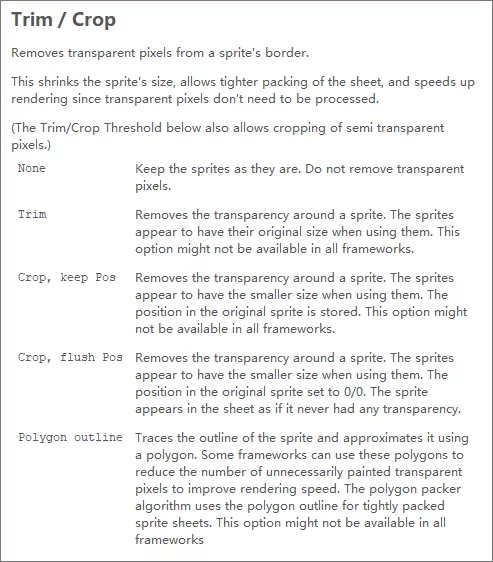 Trim / Crop
Removes transparent pixels from a sprite's border.
This shrinks the sprite's size, allows tighter packing of the sheet, and speeds up
rendering since transparent pixels don't need to be processed.
(The Trim/Crop Threshold below also allows cropping of semi transparent
pixels.)
None
Keep the sprites as they are. Do not remove transparent
pixels.
Trim
Removes the transparency around a sprite. The sprites
appear to have their original size when using them. This
option might not be available in all frameworks.
Crop, keep Pos
Removes the transparency around a sprite. The sprites
appear to have the smaller size when using them. The
position in the original sprite is stored. This option might
not be available in all frameworks.
Crop, flush Pos
Removes the transparency around a sprite. The sprites
appear to have the smaller size when using them. The
position in the original sprite set to 0/0. The sprite
appears in the sheet as if it never had any transparency.
Polygon outline
Traces the outline of the sprite and approximates it using
a polygon. Some frameworks can use these polygons to
reduce the number of unnecessarily painted transparent
pixels to improve rendering speed. The polygon packer
algorithm uses the polygon outline for tightly packed
sprite sheets. This option might not be available in all
frameworks